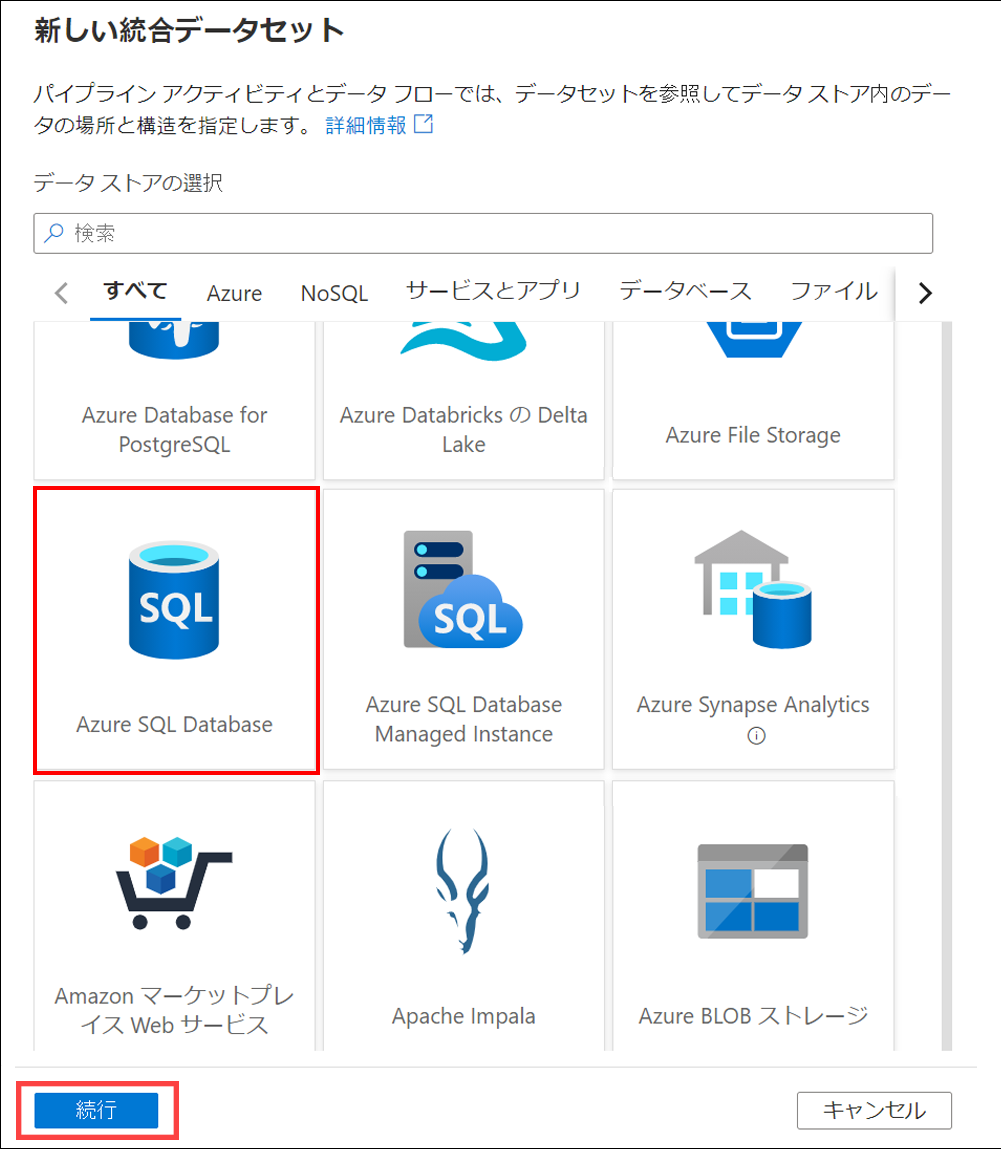 新しい統合データセット
パイプライン アクティビティとデータ フローでは、データセットを参照してデータ ストア内のデー
タの場所と構造を指定します。 詳細情報
データ ストアの選択
検索
すべて Azure NoSQL サービスとアプリ データベース ファイル
Azure Database for
PostgreSQL
Azure Databricks の Delta
Lake
Azure File Storage
SQL
Azure SQL Database
SQL
Azure SQL Database
Managed Instance
Azure Synapse Analytics
Amazon マーケットプレ
イス Web サービス
Apache Impala
Azure BLOB ストレージ
続行
キャンセル